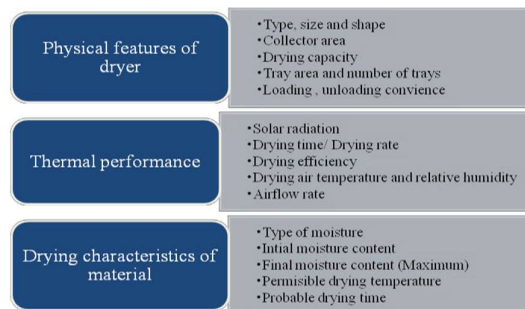 Physical features of
dryer
•Type, size and shape
•Collector area
•Drying capacity
•Tray area and number of trays
•Loading , unloading convience
Thermal performance
•Solar radiation
•Drying time/ Drying rate
•Drying efficiency
•Drying air temperature and relative humidity
•Airflow rate
Drying characteristics of
material
•Type of moisture
•Intial moisture content
•Final moisture content (Maximum)
•Permisible drying temperature
•Probable drying time